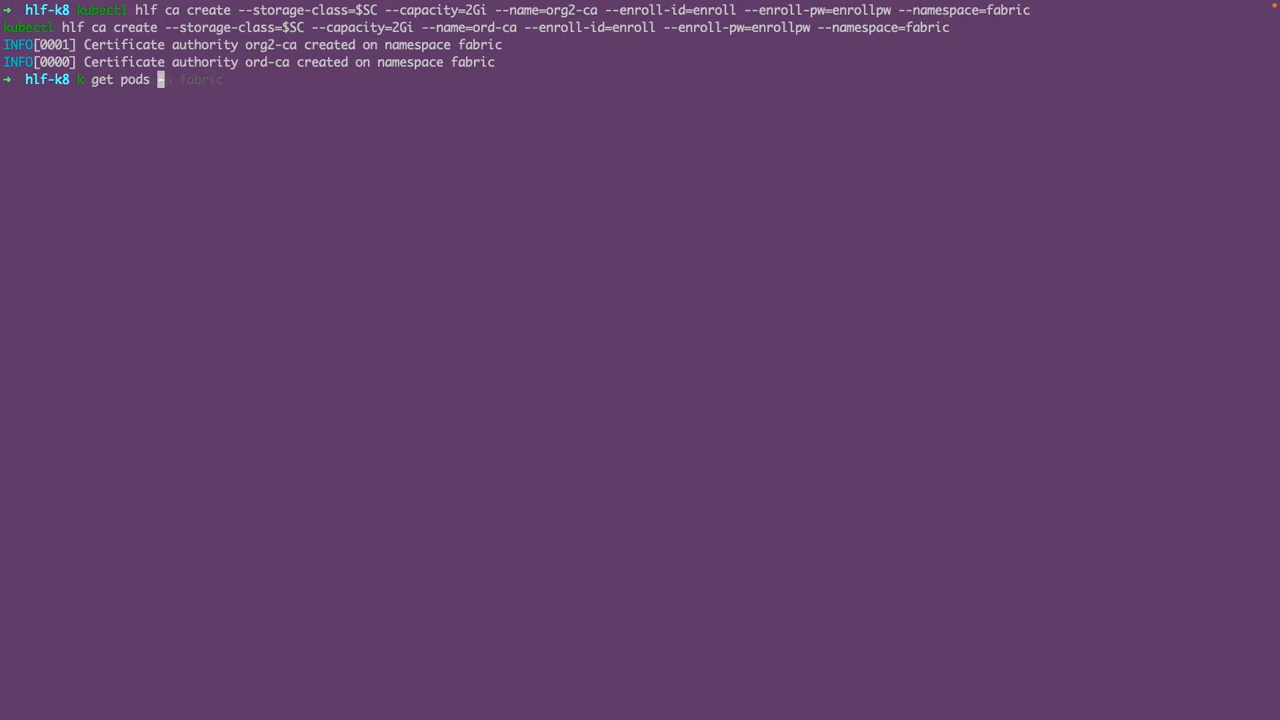 ➜  hlf-k8 kubectl hlf ca create --storage-class=$SC --capacity=2Gi --name=org2-ca --enroll-id=enroll --enroll-pw=enrollpw --namespace=fabric
kubectl hlf ca create --storage-class=$SC --capacity=2Gi --name=ord-ca --enroll-id=enroll --enroll-pw=enrollpw --namespace=fabric
INFO[0001] Certificate authority org2-ca created on namespace fabric
INFO[0000] Certificate authority ord-ca created on namespace fabric
➜  hlf-k8 k get pods - fabric